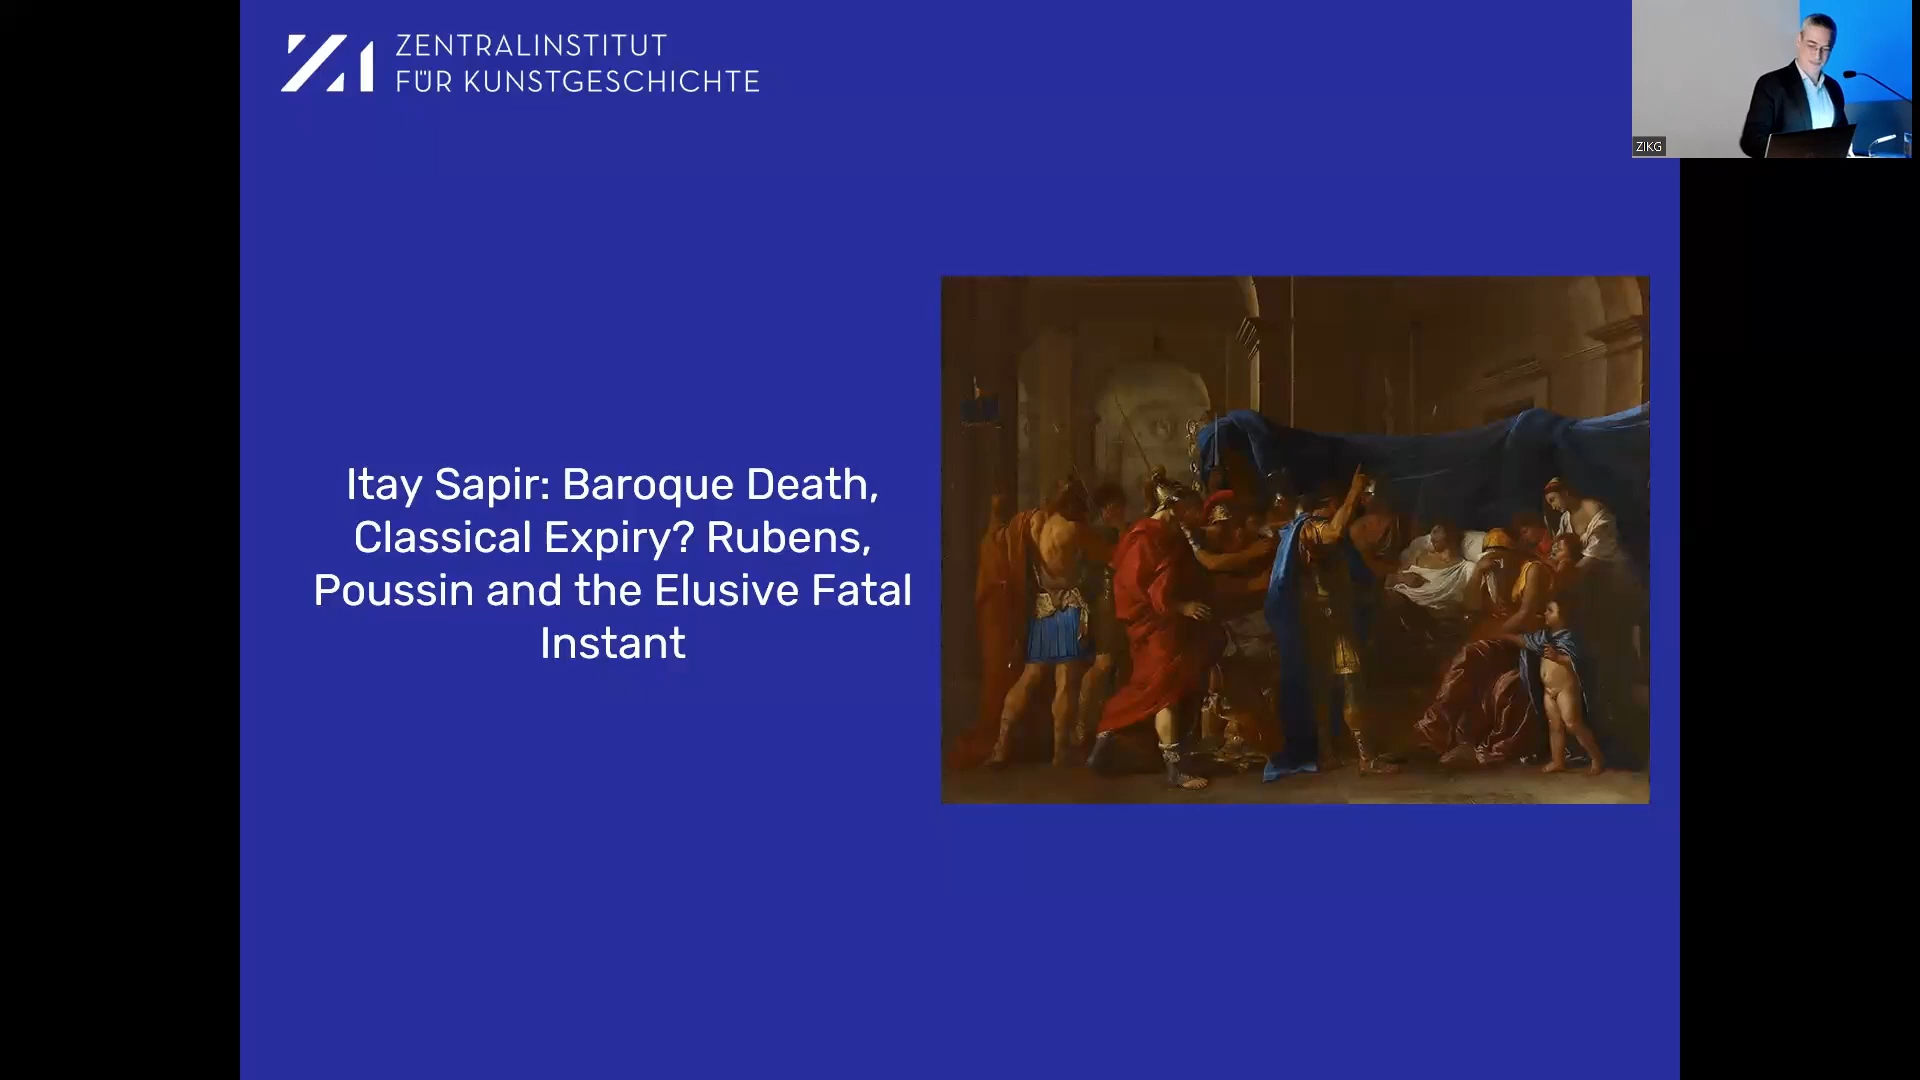 ZENTRALINSTITUT
FÜR KUNSTGESCHICHTE
ZIKG
Itay Sapir: Baroque Death,
Classical Expiry? Rubens,
Poussin and the Elusive Fatal
Instant